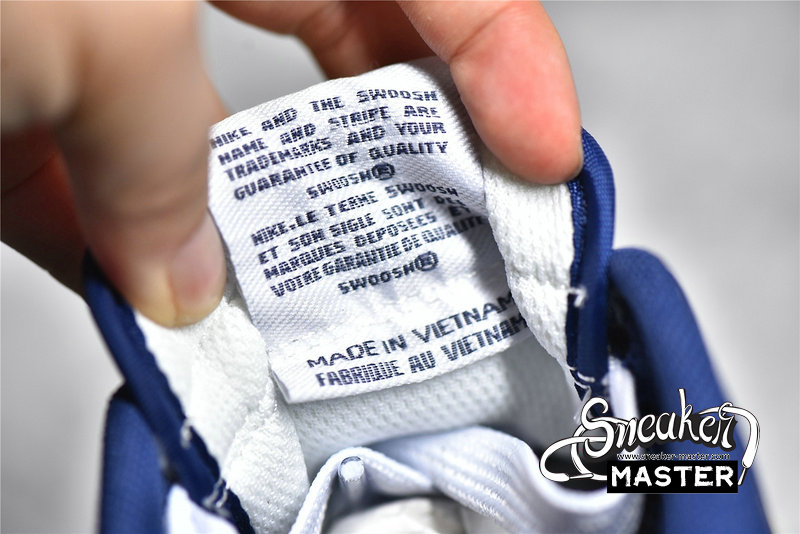 NIKE AND THE SWOOSH
NAME AND STRIPE ARE
TRADEMARKS AND YOUR
GUARANTEE OF QUALITY
SWOOSH®
NIKE, LE TERME SWOOSH
ET SON SIGLE SONT DES
MARQUES DEPOSEES ET
VOTRE GARANTIE DE QUALITE
SWOOSH®
MADE IN VIETNAM
FABRIQUE AU VIETNAM
Sneaker
www.sneaker-master.com
MASTER